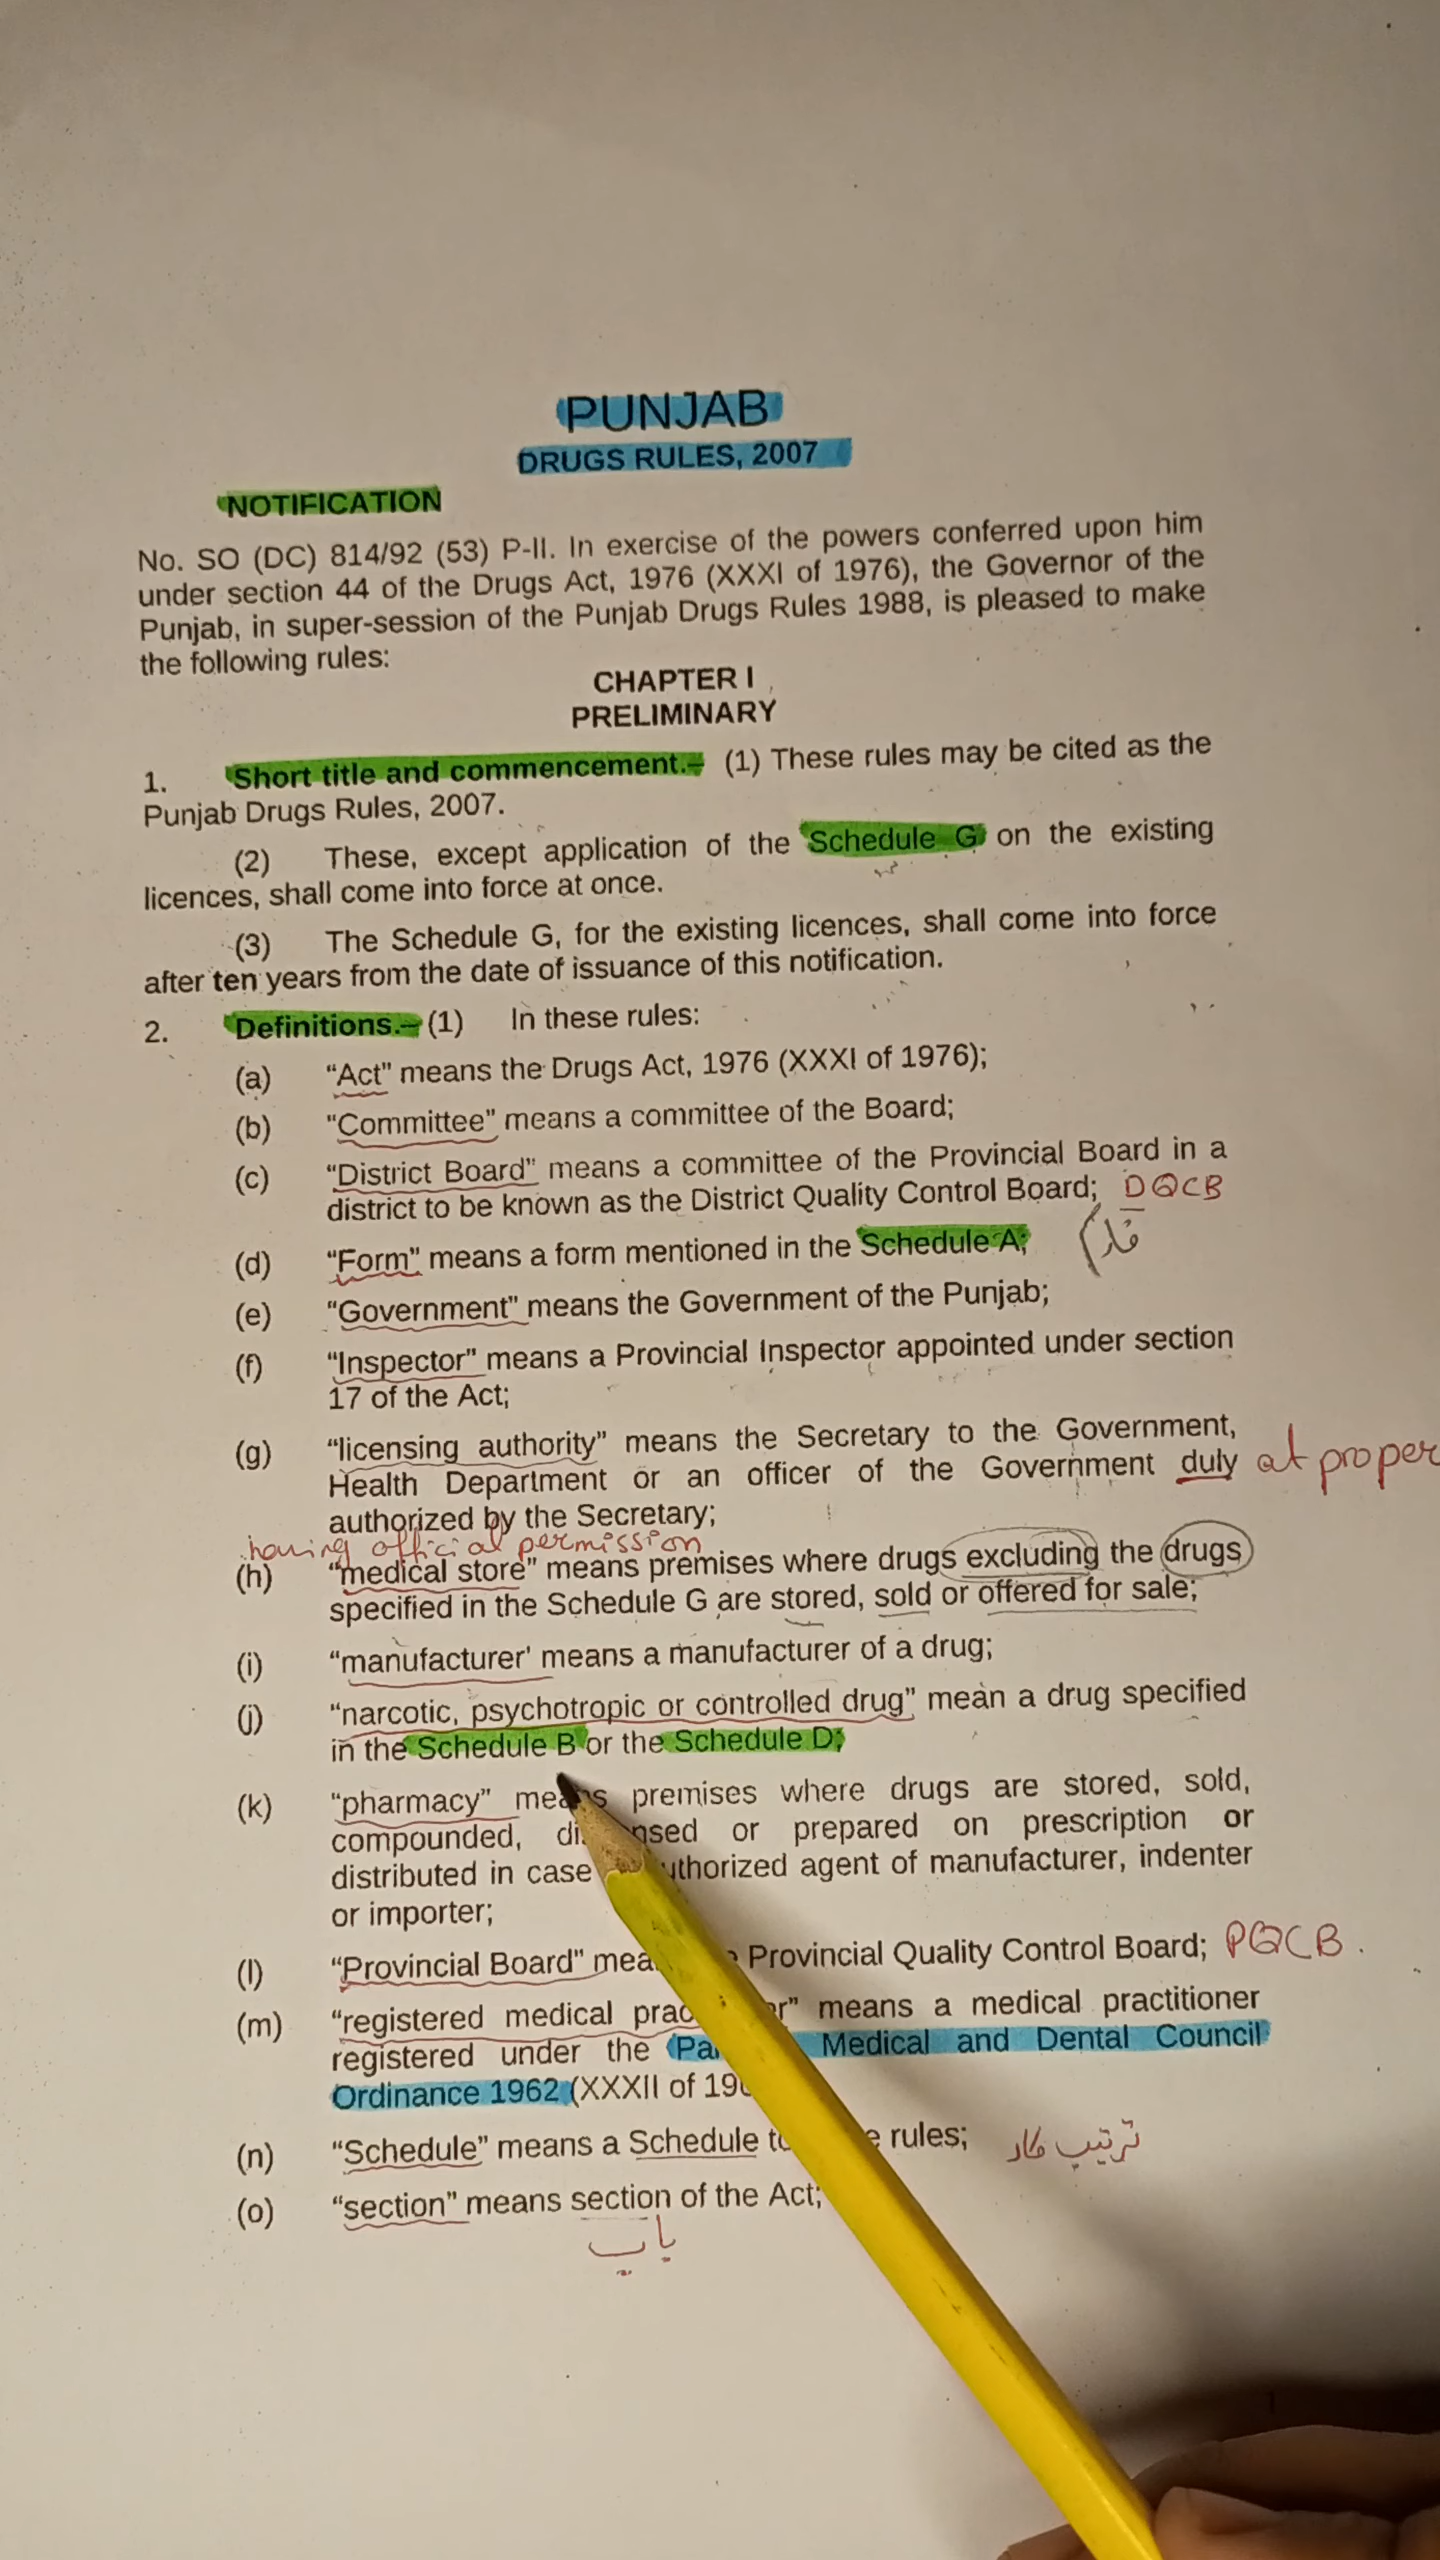 PUNJAB
DRUGS RULES, 2007
NOTIFICATION
No. SO (DC) 814/92 (53) P-II. In exercise of the powers conferred upon him
under section 44 of the Drugs Act, 1976 (XXXI of 1976), the Governor of the
Punjab, in super-session of the Punjab Drugs Rules 1988, is pleased to make
the following rules:
CHAPTER I
PRELIMINARY
1. Short title and commencement.– (1) These rules may be cited as the
Punjab Drugs Rules, 2007.
(2) These, except application of the Schedule G on the existing
licences, shall come into force at once.
(3) The Schedule G, for the existing licences, shall come into force
after ten years from the date of issuance of this notification.
2. Definitions.– (1) In these rules:
(a) “Act” means the Drugs Act, 1976 (XXXI of 1976);
(b) “Committee” means a committee of the Board;
(c) “District Board” means a committee of the Provincial Board in a
district to be known as the District Quality Control Board; DQCB
(d) “Form” means a form mentioned in the Schedule A; فارم
(e) “Government” means the Government of the Punjab;
(f) “Inspector” means a Provincial Inspector appointed under section
17 of the Act;
(g) “licensing authority” means the Secretary to the Government,
Health Department or an officer of the Government duly at proper
authorized by the Secretary;
having official permission
(h) “medical store” means premises where drugs excluding the drugs
specified in the Schedule G are stored, sold or offered for sale;
(i) “manufacturer' means a manufacturer of a drug;
(j) “narcotic, psychotropic or controlled drug” mean a drug specified
in the Schedule B or the Schedule D;
(k) “pharmacy” means premises where drugs are stored, sold,
compounded, or prepared on prescription or
distributed in case authorized agent of manufacturer, indenter
or importer;
(l) “Provincial Board” Provincial Quality Control Board; PQCB.
(m) “registered medical means a medical practitioner
registered under the Medical and Dental Council
Ordinance 1962 (XXXII of
(n) “Schedule” means a Schedule rules; ترتیب کار
(o) “section” means section of the Act;
باب